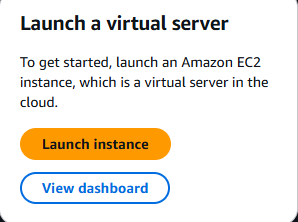 Launch a virtual server
To get started, launch an Amazon EC2
instance, which is a virtual server in the
cloud.
Launch instance
View dashboard